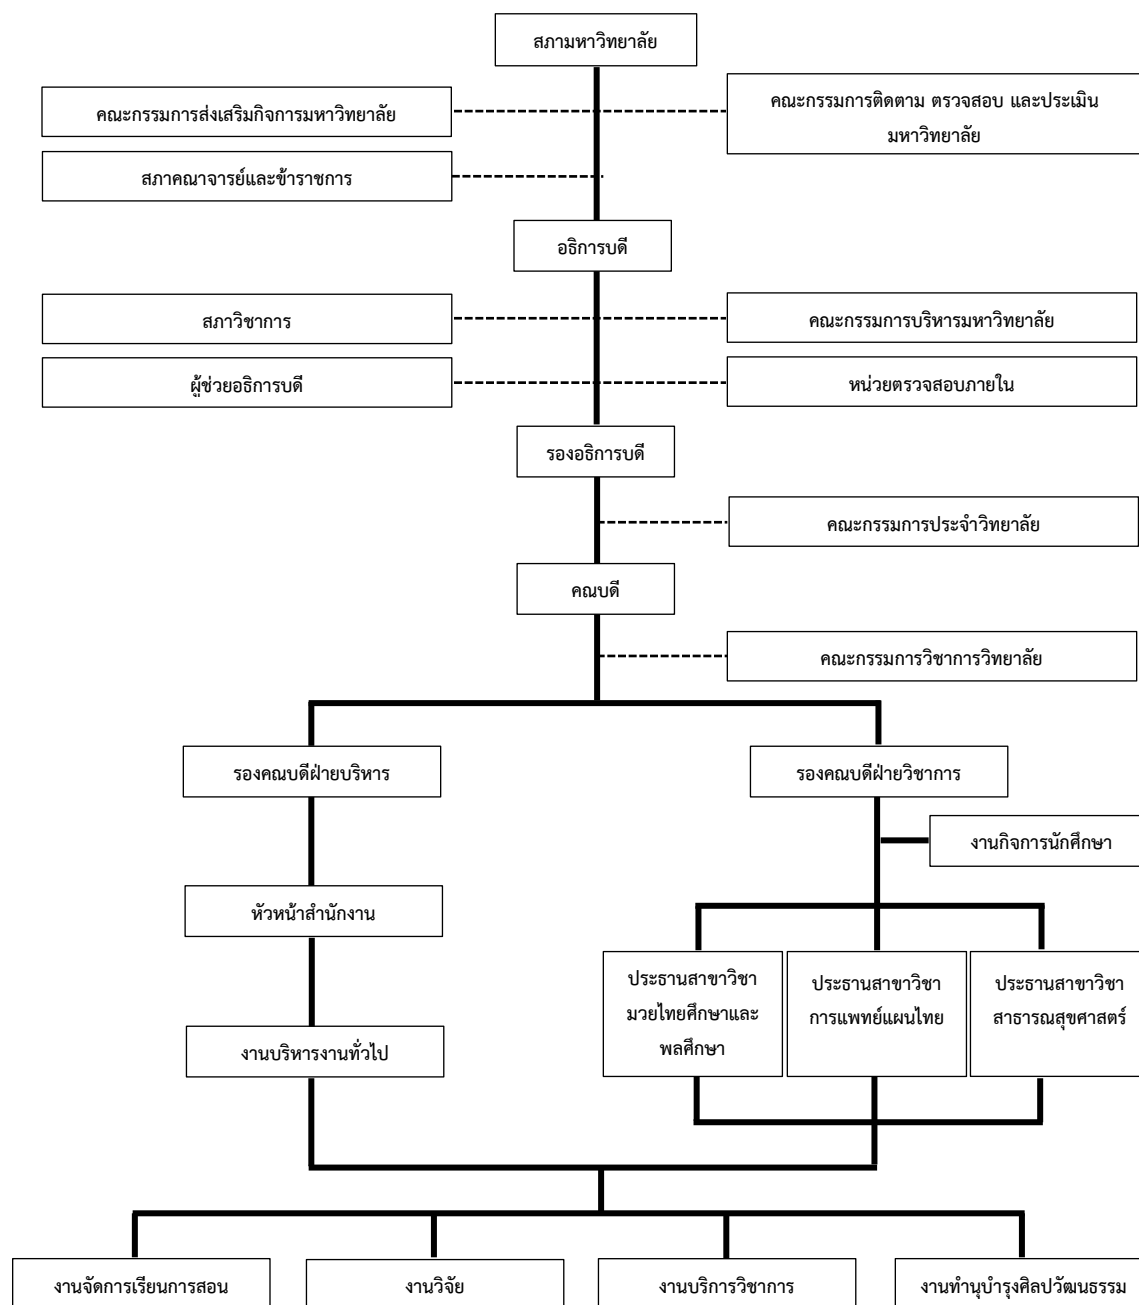 สภามหาวิทยาลัย
คณะกรรมการส่งเสริมกิจการมหาวิทยาลัย
คณะกรรมการติดตาม ตรวจสอบ และประเมิน
มหาวิทยาลัย
สภาคณาจารย์และข้าราชการ
อธิการบดี
สภาวิชาการ
คณะกรรมการบริหารมหาวิทยาลัย
ผู้ช่วยอธิการบดี
หน่วยตรวจสอบภายใน
รองอธิการบดี
คณะกรรมการประจำวิทยาลัย
คณบดี
คณะกรรมการวิชาการวิทยาลัย
รองคณบดีฝ่ายบริหาร
รองคณบดีฝ่ายวิชาการ
งานกิจการนักศึกษา
หัวหน้าสำนักงาน
ประธานสาขาวิชา
มวยไทยศึกษาและ
พลศึกษา
ประธานสาขาวิชา
การแพทย์แผนไทย
ประธานสาขาวิชา
สาธารณสุขศาสตร์
งานบริหารงานทั่วไป
งานจัดการเรียนการสอน
งานวิจัย
งานบริการวิชาการ
งานทำนุบำรุงศิลปวัฒนธรรม